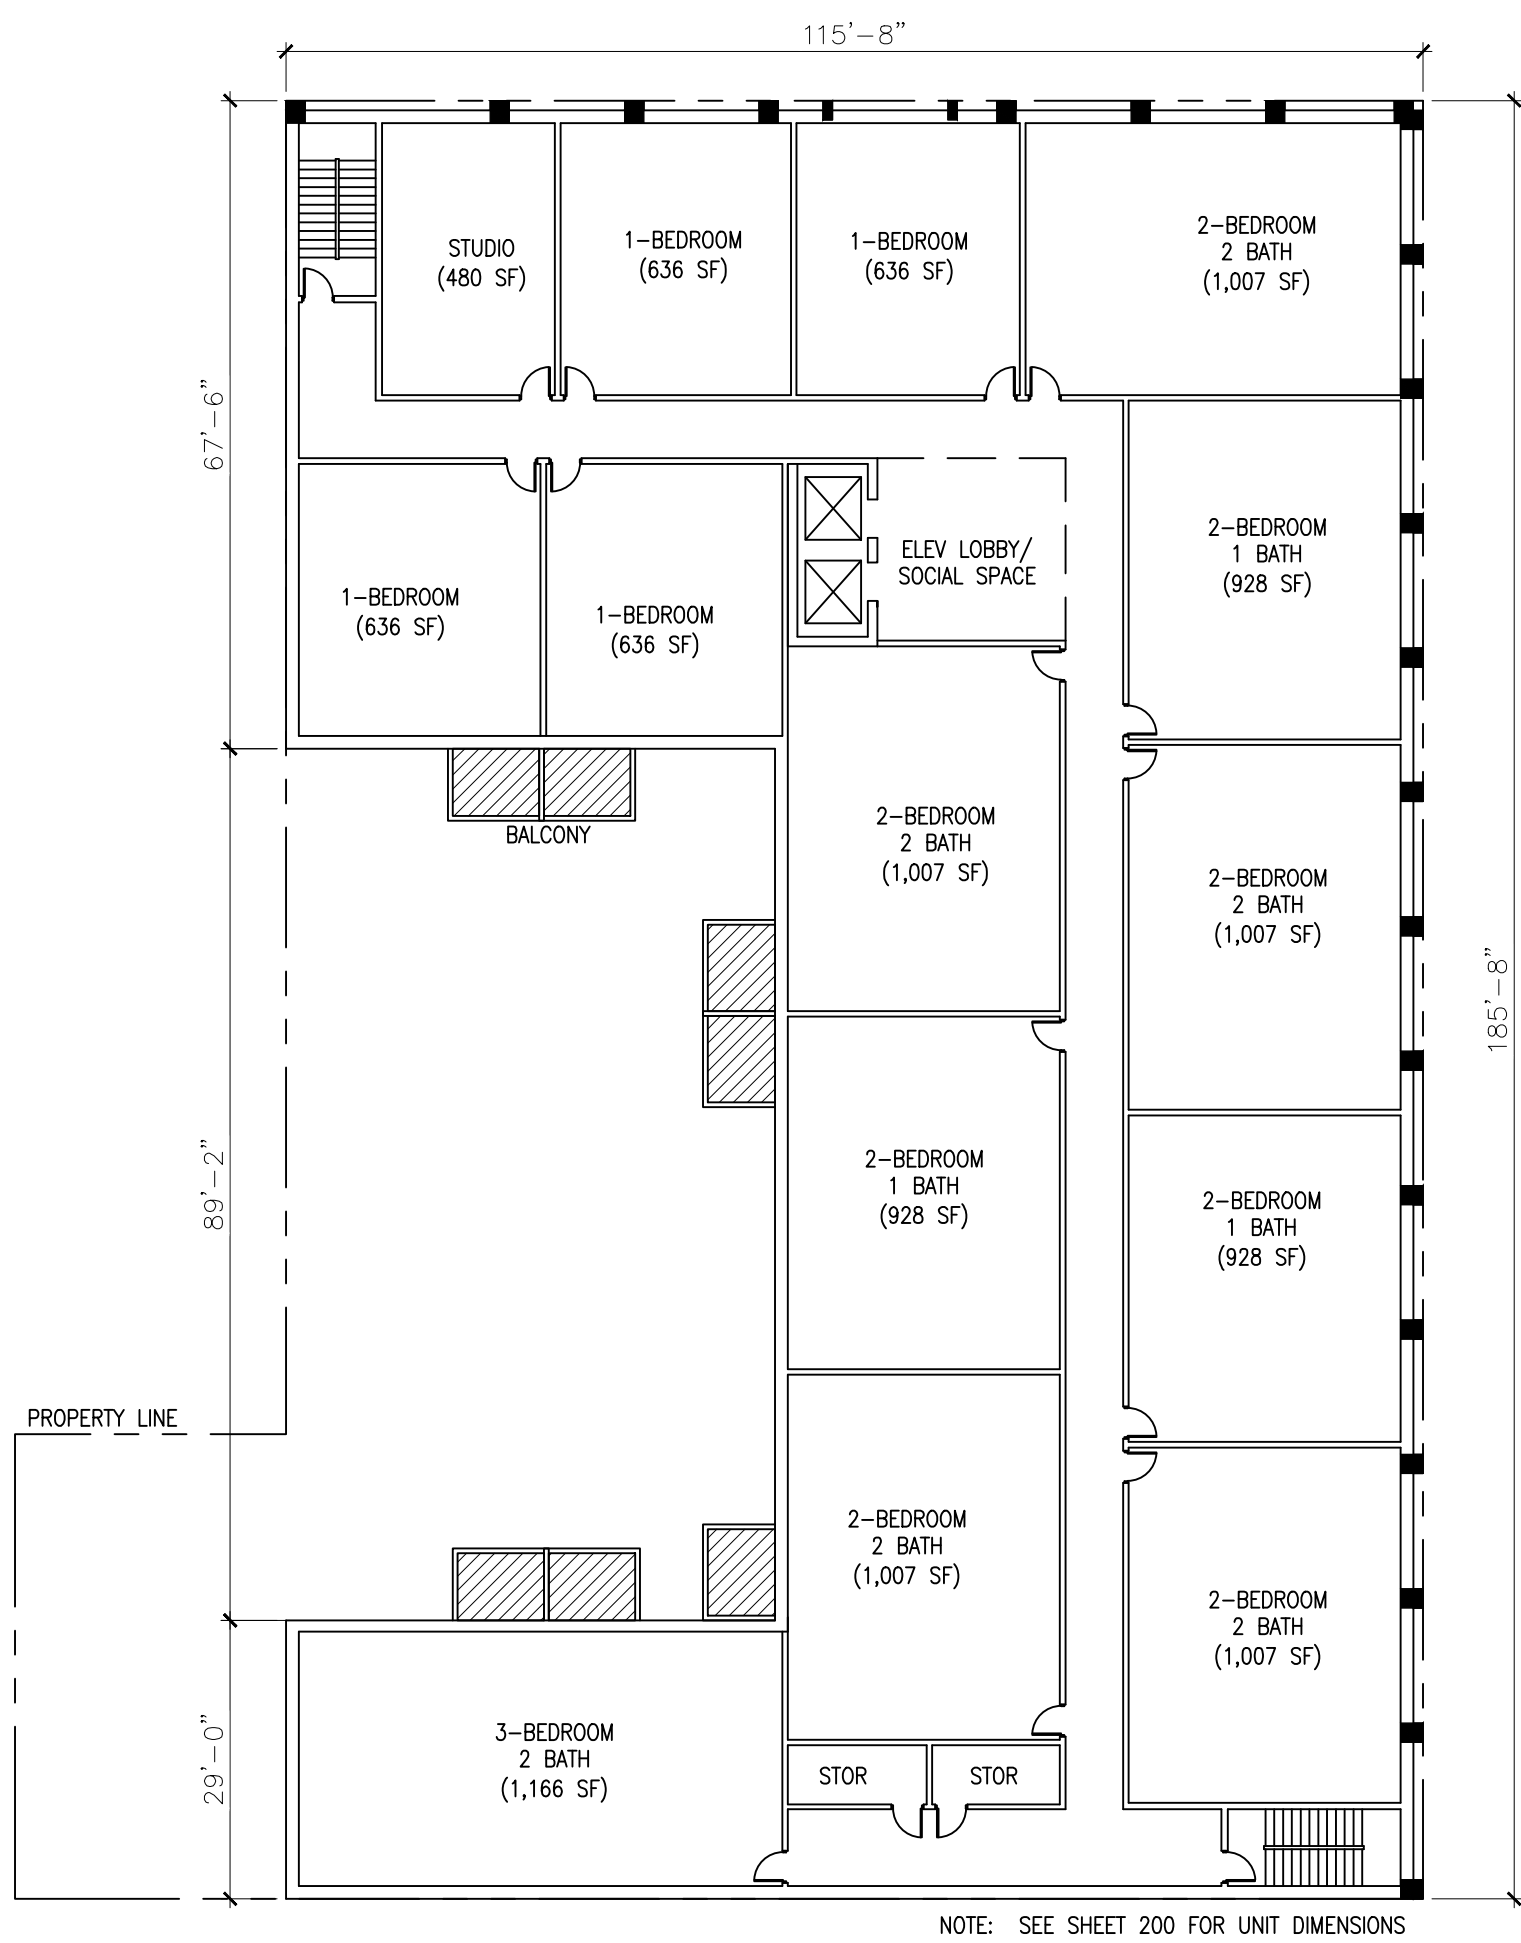 115'-8"
STUDIO
(480 SF)
1-BEDROOM
(636 SF)
1-BEDROOM
(636 SF)
2-BEDROOM
2 BATH
(1,007 SF)
67'-6"
1-BEDROOM
(636 SF)
1-BEDROOM
(636 SF)
ELEV LOBBY/
SOCIAL SPACE
2-BEDROOM
1 BATH
(928 SF)
BALCONY
2-BEDROOM
2 BATH
(1,007 SF)
2-BEDROOM
2 BATH
(1,007 SF)
185'-8"
89'-2"
2-BEDROOM
1 BATH
(928 SF)
2-BEDROOM
1 BATH
(928 SF)
PROPERTY LINE
2-BEDROOM
2 BATH
(1,007 SF)
2-BEDROOM
2 BATH
(1,007 SF)
29'-0"
3-BEDROOM
2 BATH
(1,166 SF)
STOR
STOR
NOTE: SEE SHEET 200 FOR UNIT DIMENSIONS